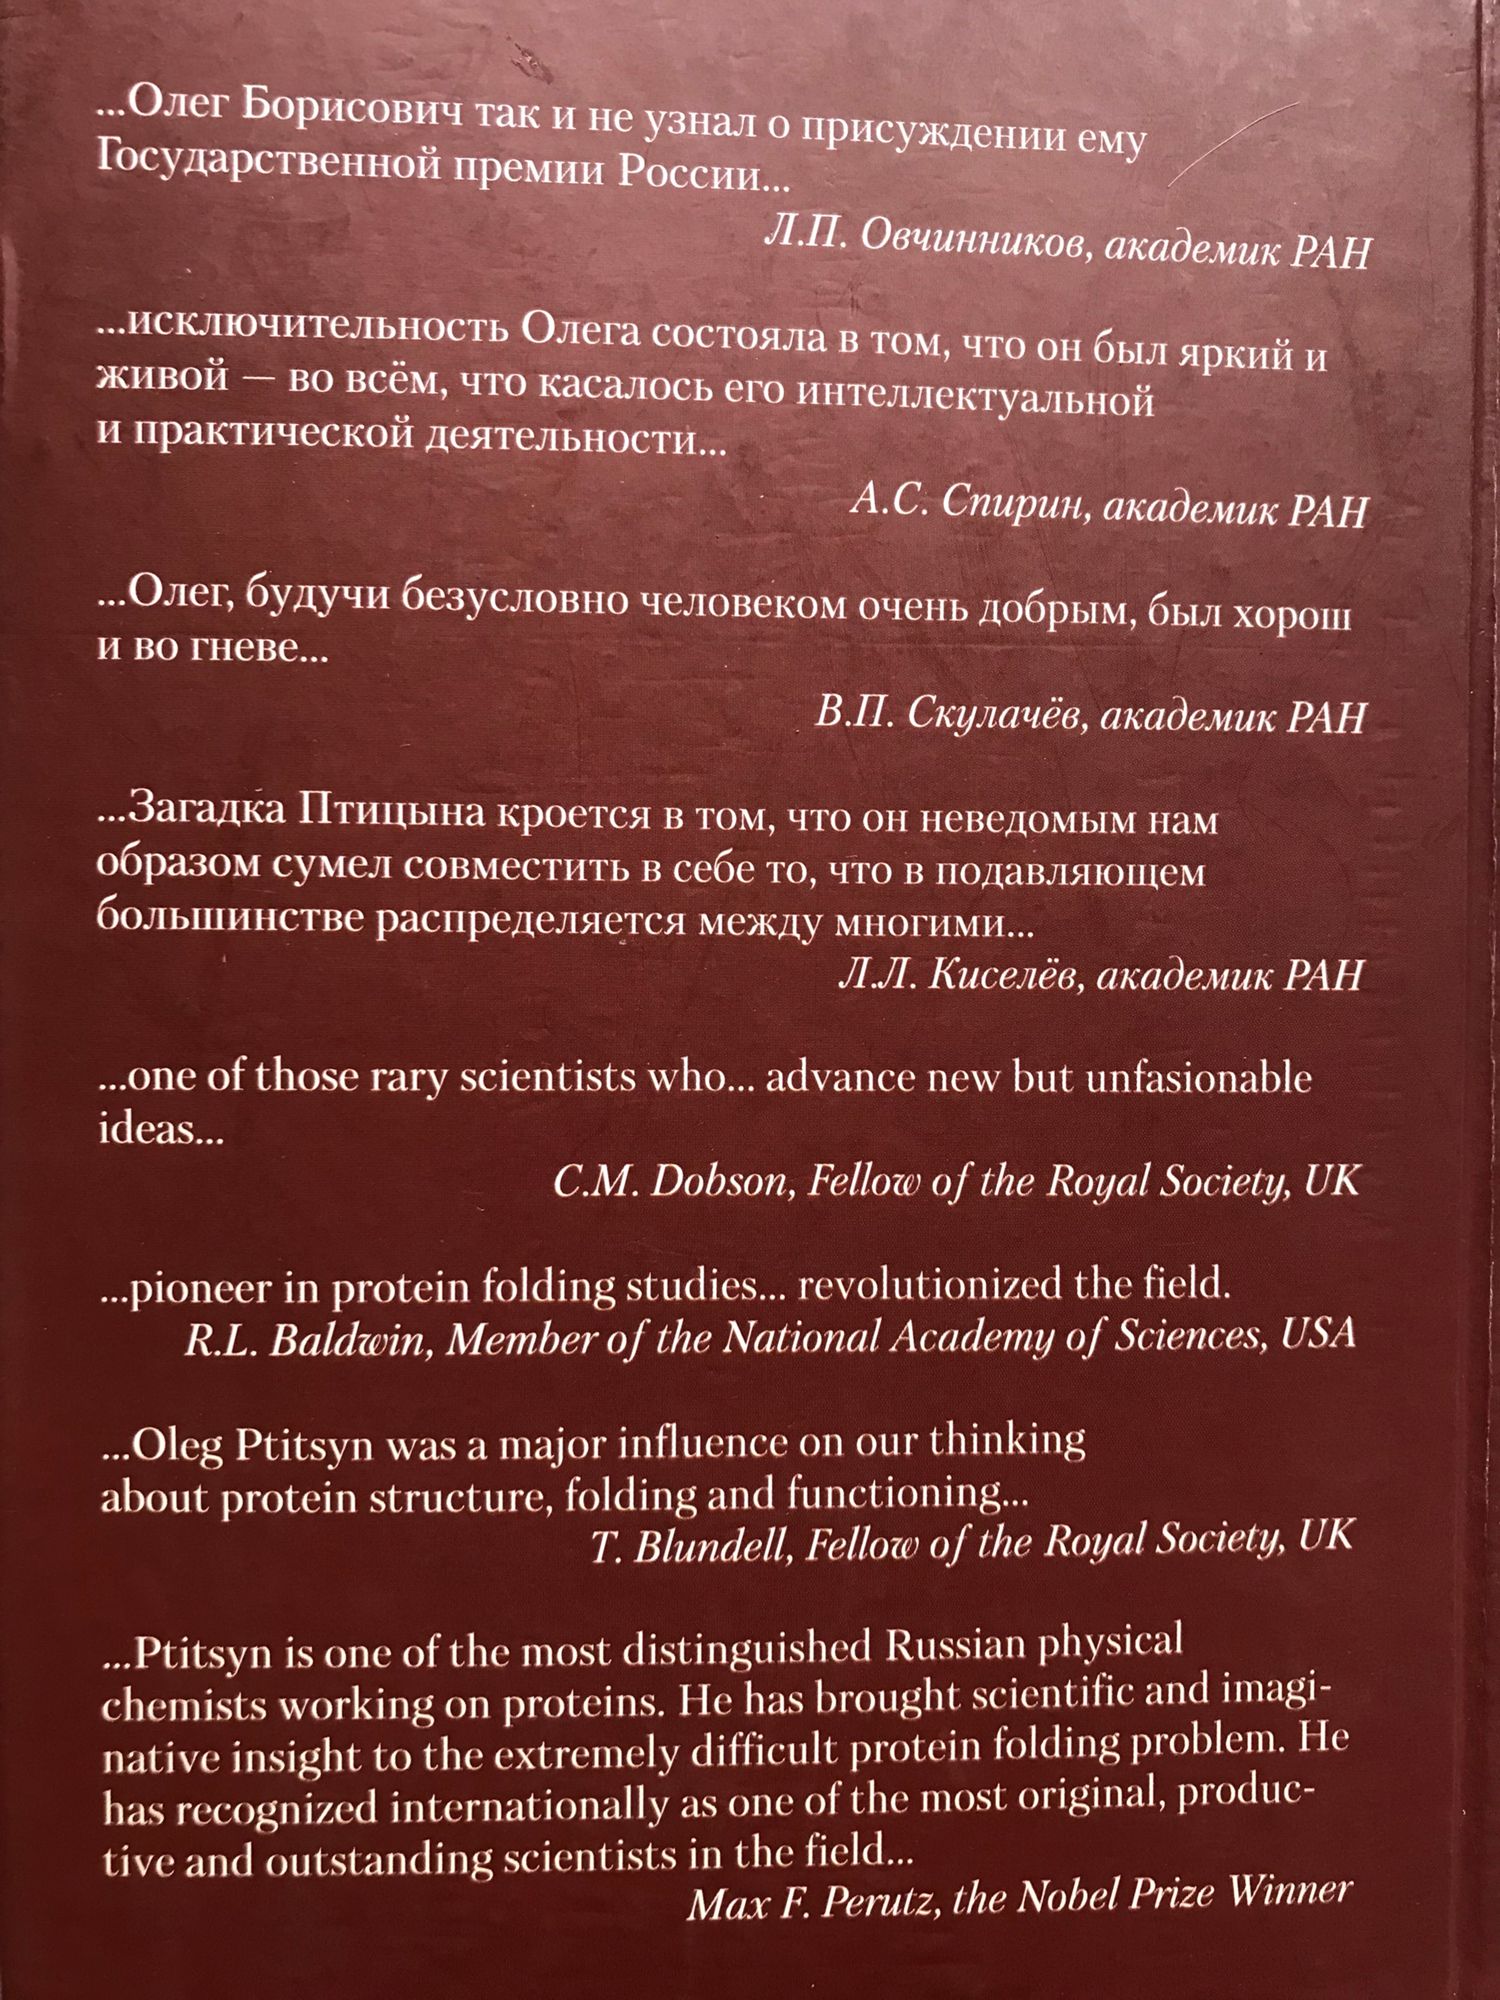 ...Олег Борисович так и не узнал о присуждении ему
Государственной премии России...
Л.П. Овчинников, академик РАН
...исключительность Олега состояла в том, что он был яркий и
живой — во всём, что касалось его интеллектуальной
и практической деятельности...
А.С. Спирин, академик РАН
...Олег, будучи безусловно человеком очень добрым, был хорош
и во гневе...
В.П. Скулачёв, академик РАН
...Загадка Птицына кроется в том, что он неведомым нам
образом сумел совместить в себе то, что в подавляющем
большинстве распределяется между многими...
Л.Л. Киселёв, академик РАН
...one of those rary scientists who... advance new but unfasionable
ideas...
C.M. Dobson, Fellow of the Royal Society, UK
...pioneer in protein folding studies... revolutionized the field.
R.L. Baldwin, Member of the National Academy of Sciences, USA
...Oleg Ptitsyn was a major influence on our thinking
about protein structure, folding and functioning...
T. Blundell, Fellow of the Royal Society, UK
...Ptitsyn is one of the most distinguished Russian physical
chemists working on proteins. He has brought scientific and imagi-
native insight to the extremely difficult protein folding problem. He
has recognized internationally as one of the most original, produc-
tive and outstanding scientists in the field...
Max F. Perutz, the Nobel Prize Winner